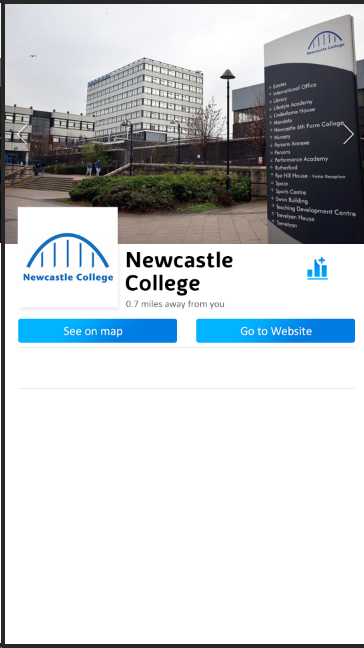 Newcastle College
Estates
International Office
Library
Lifestyle Academy
Lindisfarne House
Mandela
Newcastle 6th Form College
Nursery
Parsons Annexe
Parsons
Performance Academy
Rutherford
Rye Hill House - Visitor Reception
Space
Sports Centre
Swan Building
Teaching Development Centre
Trevelyan House
Trevelyan
Newcastle College
Newcastle
College
0.7 miles away from you
See on map
Go to Website